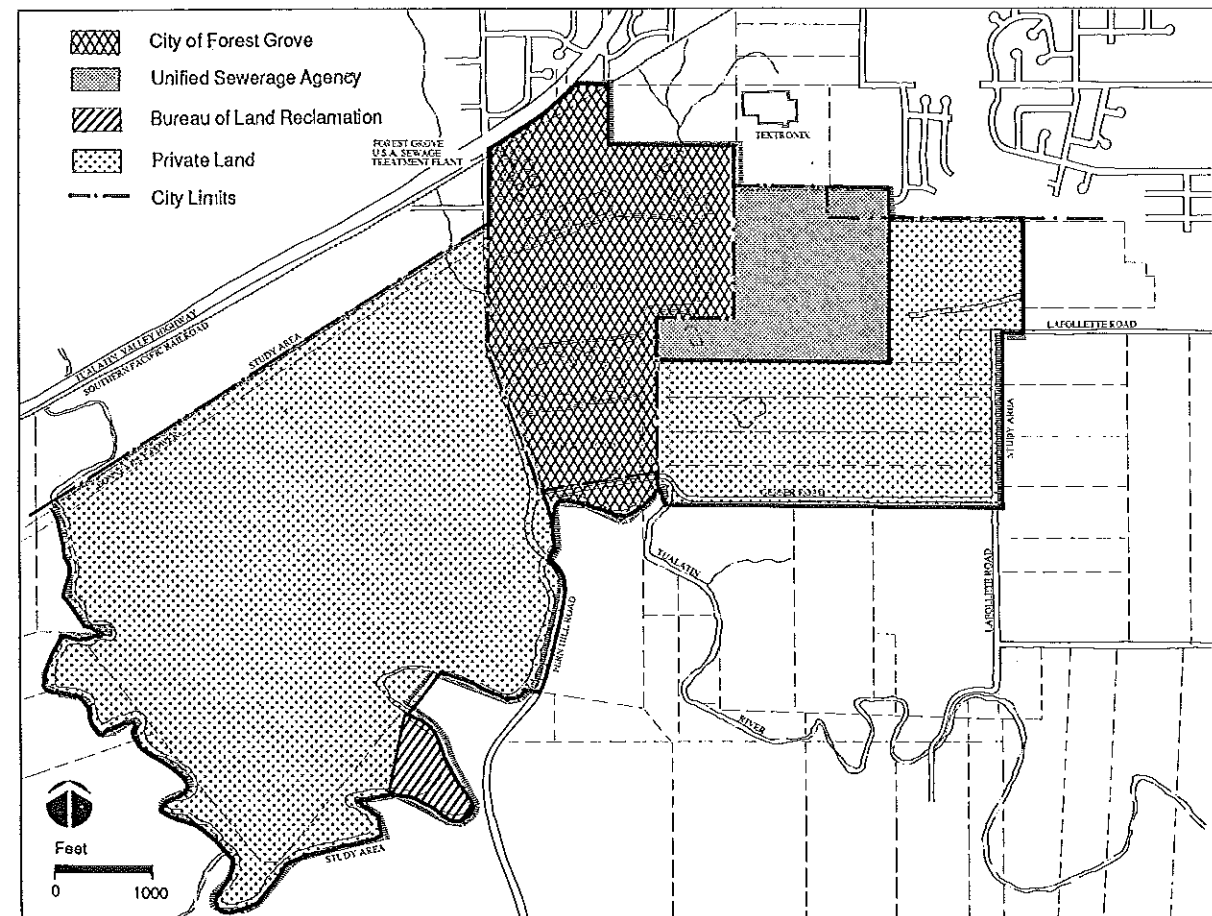 City of Forest Grove
Unified Sewerage Agency
Bureau of Land Reclamation
Private Land
City Limits
FOREST GROVE
U.S.A. SEWAGE
TREATMENT PLANT
TEKTRONIX
TUALATIN VALLEY HIGHWAY
SOUTHERN PACIFIC RAILROAD
STUDY AREA
LAFOLLETTE ROAD
STUDY AREA
GEIGER ROAD
TUALATIN
RIVER
FERN HILL ROAD
LAFOLLETTE ROAD
STUDY AREA
Feet
0 1000